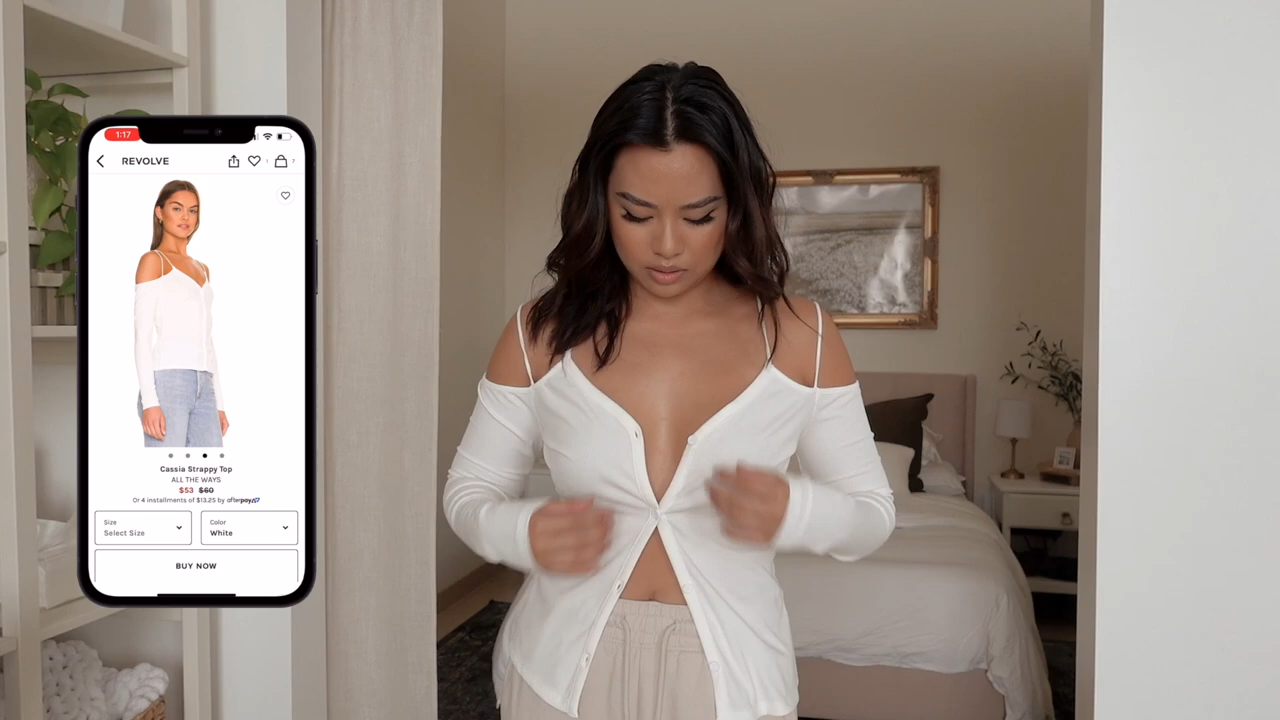 1:17
REVOLVE
Cassia Strappy Top
ALL THE WAYS
$53 $60
Or 4 installments of $13.25 by afterpay
Size
Select Size
Color
White
BUY NOW